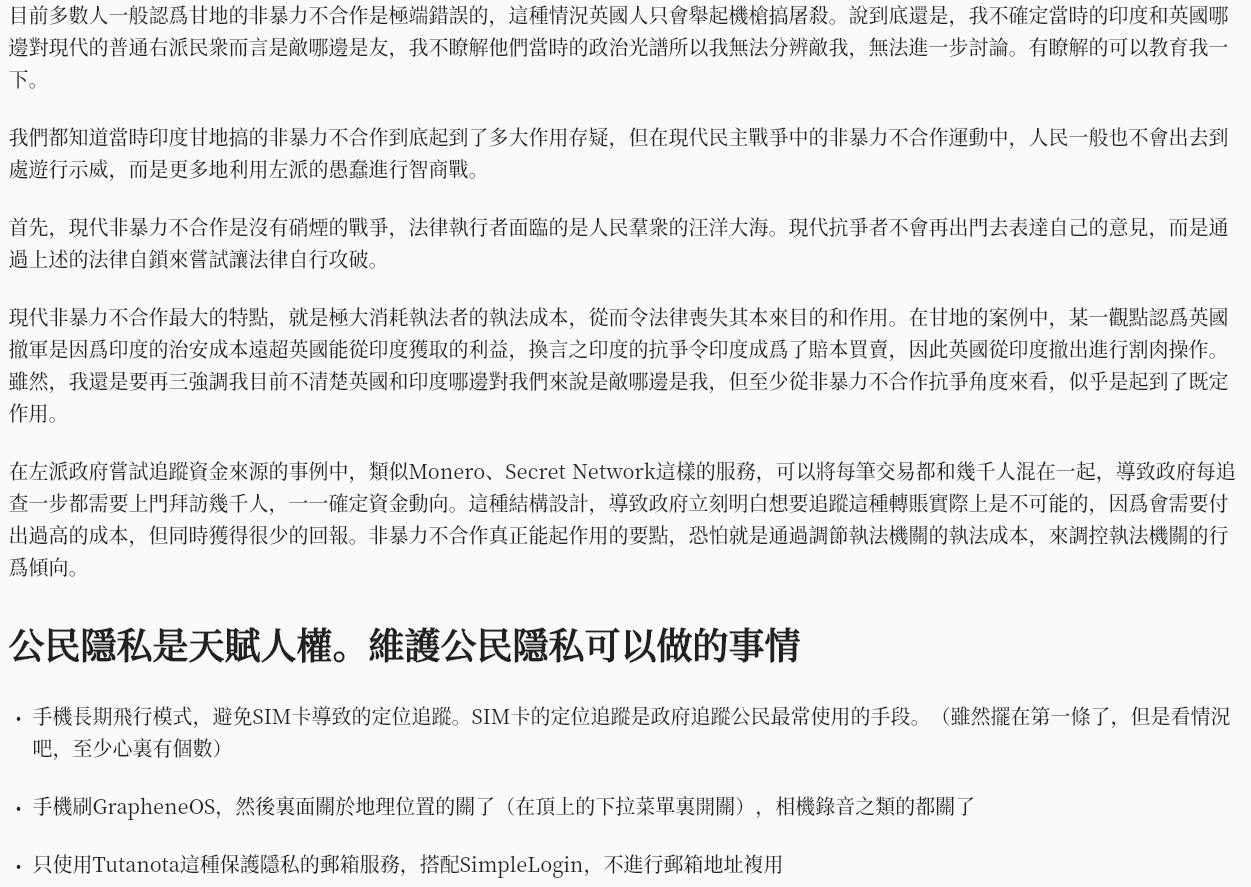 目前多數人一般認爲甘地的非暴力不合作是極端錯誤的，這種情況英國人只會舉起機槍搞屠殺。說到底還是，我不確定當時的印度和英國哪
邊對現代的普通右派民衆而言是敵哪邊是友，我不瞭解他們當時的政治光譜所以我無法分辨敵我，無法進一步討論。有瞭解的可以教育我一
下。
我們都知道當時印度甘地搞的非暴力不合作到底起到了多大作用存疑，但在現代民主戰爭中的非暴力不合作運動中，人民一般也不會出去到
處遊行示威，而是更多地利用左派的愚蠢進行智商戰。
首先，現代非暴力不合作是沒有硝煙的戰爭，法律執行者面臨的是人民羣衆的汪洋大海。現代抗爭者不會再出門去表達自己的意見，而是通
過上述的法律自鎖來嘗試讓法律自行攻破。
現代非暴力不合作最大的特點，就是極大消耗執法者的執法成本，從而令法律喪失其本來目的和作用。在甘地的案例中，某一觀點認爲英國
撤軍是因爲印度的治安成本遠超英國能從印度獲取的利益，換言之印度的抗爭令印度成爲了賠本買賣，因此英國從印度撤出進行割肉操作。
雖然，我還是要再三強調我目前不清楚英國和印度哪邊對我們來說是敵哪邊是我，但至少從非暴力不合作抗爭角度來看，似乎是起到了既定
作用。
在左派政府嘗試追蹤資金來源的事例中，類似Monero、Secret Network這樣的服務，可以將每筆交易都和幾千人混在一起，導致政府每追
查一步都需要上門拜訪幾千人，一一確定資金動向。這種結構設計，導致政府立刻明白想要追蹤這種轉賬實際上是不可能的，因爲會需要付
出過高的成本，但同時獲得很少的回報。非暴力不合作真正能起作用的要點，恐怕就是通過調節執法機關的執法成本，來調控執法機關的行
爲傾向。
公民隱私是天賦人權。維護公民隱私可以做的事情
• 手機長期飛行模式，避免SIM卡導致的定位追蹤。SIM卡的定位追蹤是政府追蹤公民最常使用的手段。（雖然擺在第一條了，但是看情況
吧，至少心裏有個數）
• 手機刷GrapheneOS，然後裏面關於地理位置的關了（在頂上的下拉菜單裏開關），相機錄音之類的都關了
• 只使用Tutanota這種保護隱私的郵箱服務，搭配SimpleLogin，不進行郵箱地址複用